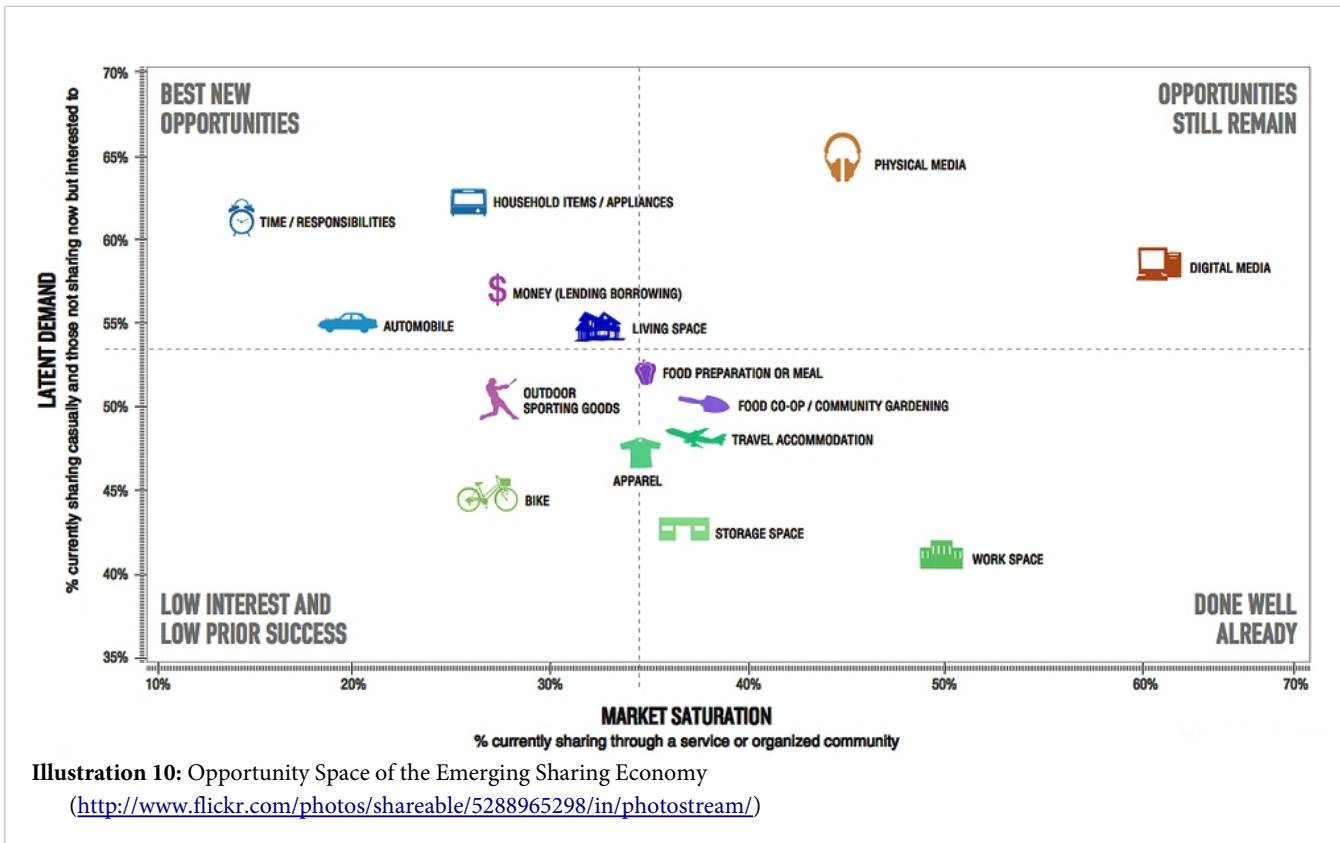 70%
BEST NEW
OPPORTUNITIES
OPPORTUNITIES
STILL REMAIN
65%
PHYSICAL MEDIA
HOUSEHOLD ITEMS / APPLIANCES
TIME / RESPONSIBILITIES
60%
DIGITAL MEDIA
$
MONEY (LENDING BORROWING)
55%
AUTOMOBILE
LIVING SPACE
LATENT DEMAND
% currently sharing casually and those not sharing now but interested to
FOOD PREPARATION OR MEAL
50%
OUTDOOR
SPORTING GOODS
FOOD CO-OP / COMMUNITY GARDENING
TRAVEL ACCOMMODATION
APPAREL
45%
BIKE
STORAGE SPACE
WORK SPACE
40%
LOW INTEREST AND
LOW PRIOR SUCCESS
DONE WELL
ALREADY
35%
10% 20% 30% 40% 50% 60% 70%
MARKET SATURATION
% currently sharing through a service or organized community
Illustration 10: Opportunity Space of the Emerging Sharing Economy
(http://www.flickr.com/photos/shareable/5288965298/in/photostream/)